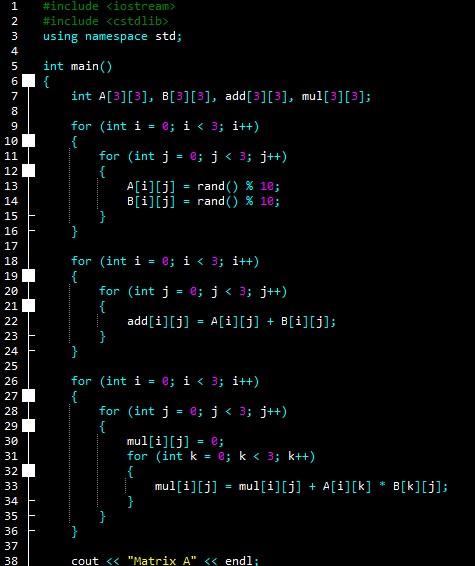 1 #include <iostream>
2 #include <cstdlib>
3 using namespace std;
4
5 int main()
6 {
7     int A[3][3], B[3][3], add[3][3], mul[3][3];
8
9     for (int i = 0; i < 3; i++)
10     {
11         for (int j = 0; j < 3; j++)
12         {
13             A[i][j] = rand() % 10;
14             B[i][j] = rand() % 10;
15         }
16     }
17
18     for (int i = 0; i < 3; i++)
19     {
20         for (int j = 0; j < 3; j++)
21         {
22             add[i][j] = A[i][j] + B[i][j];
23         }
24     }
25
26     for (int i = 0; i < 3; i++)
27     {
28         for (int j = 0; j < 3; j++)
29         {
30             mul[i][j] = 0;
31             for (int k = 0; k < 3; k++)
32             {
33                 mul[i][j] = mul[i][j] + A[i][k] * B[k][j];
34             }
35         }
36     }
37
38     cout << "Matrix A" << endl;